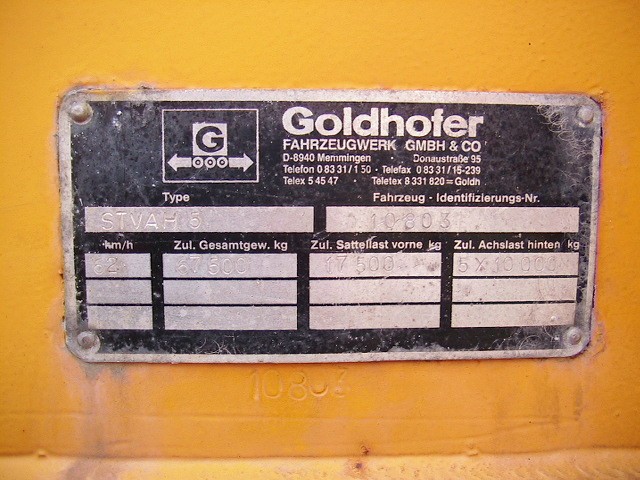 G
Goldhofer
FAHRZEUGWERK GMBH & CO
D-8940 Memmingen · Donaustraße 95
Telefon 0 83 31/1 50 · Telefax 0 83 31/15-239
Telex 5 45 47 · Teletex 8 331 820 = Goldh
Type Fahrzeug - Identifizierungs-Nr.
STVAH 5 10803
km/h Zul. Gesamtgew. kg Zul. Sattellast vorne kg Zul. Achslast hinten kg
62 17 500 5 X 10 000
10803